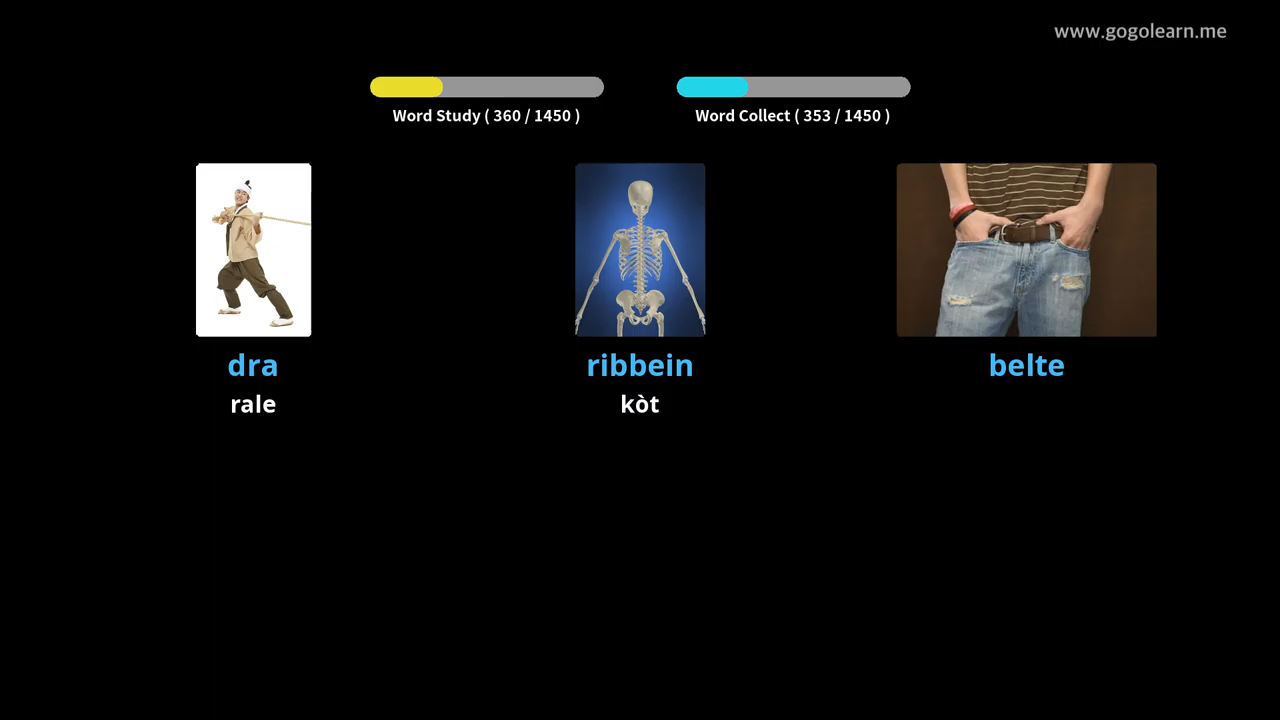 www.gogolearn.me
Word Study ( 360 / 1450 )
Word Collect ( 353 / 1450 )
dra
rale
ribbein
kòt
belte